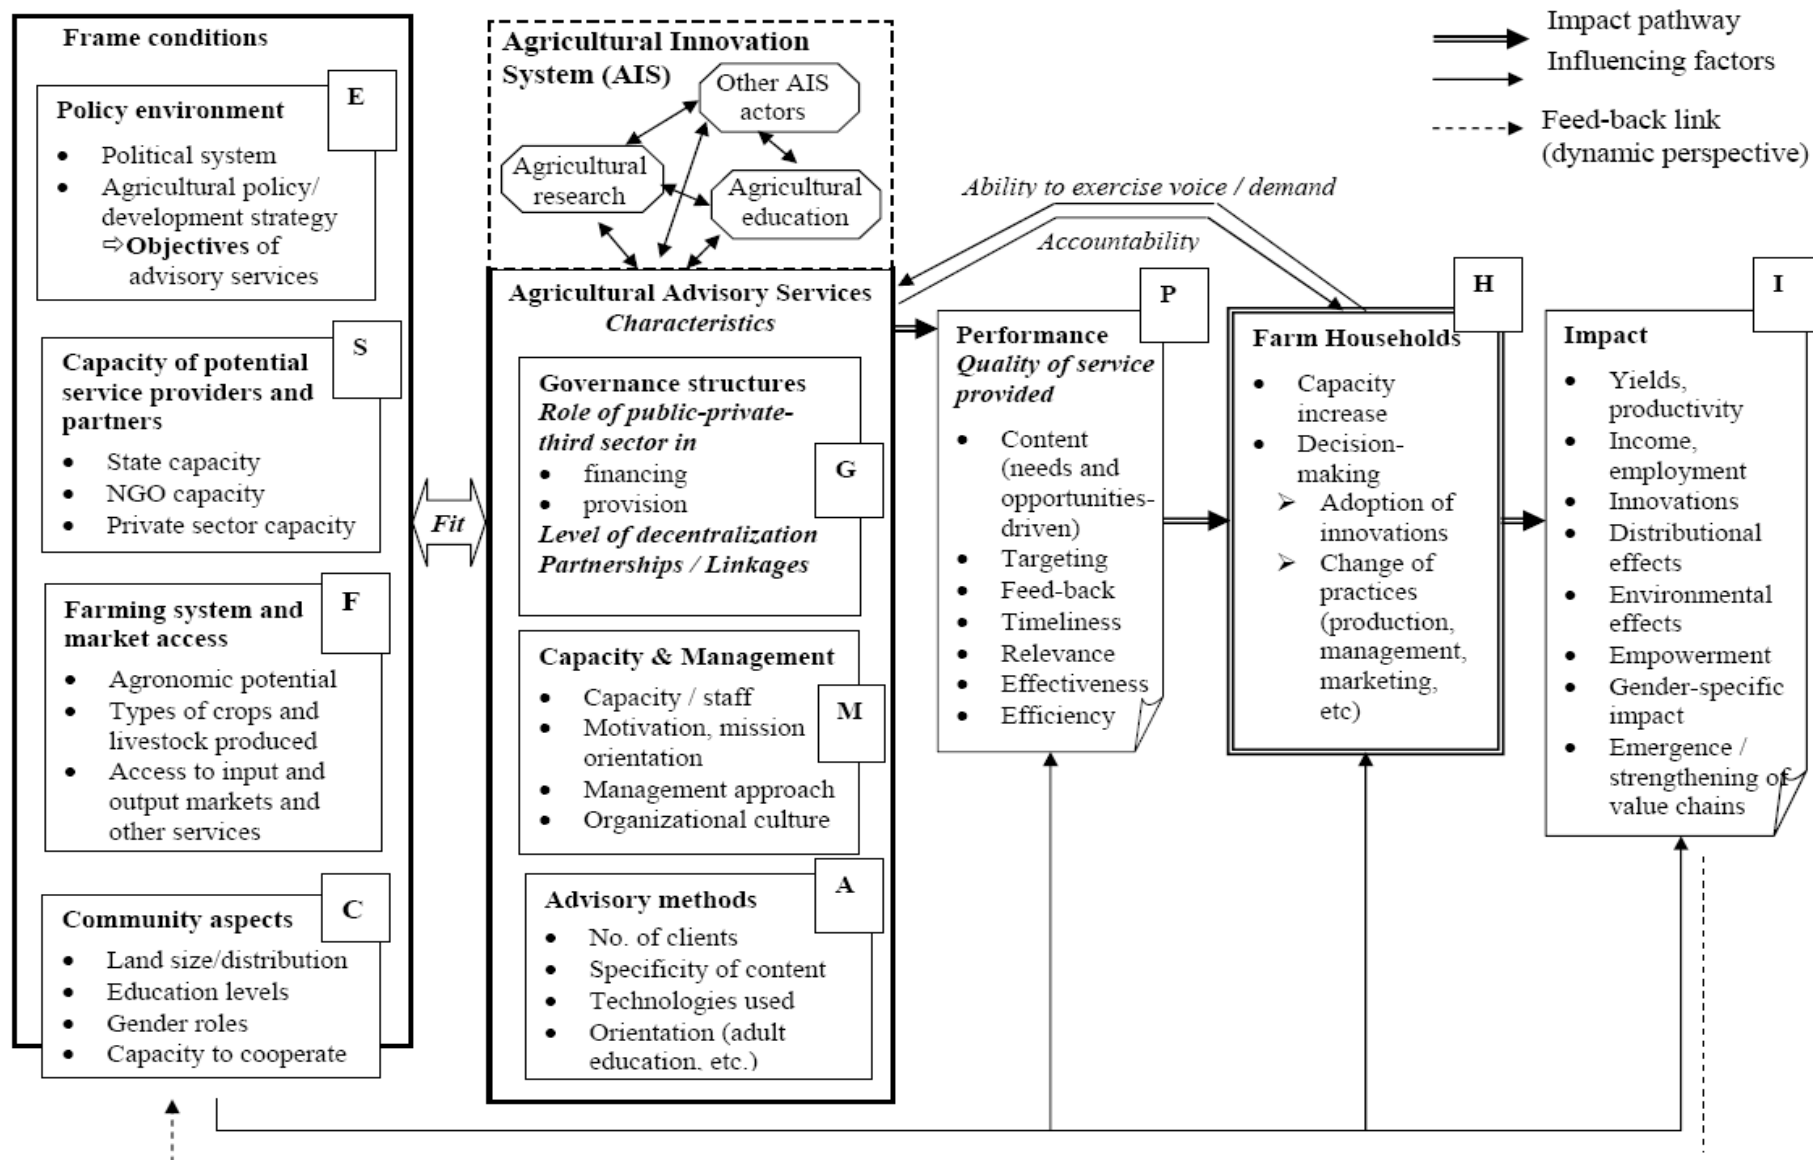 Frame conditions
E
Policy environment
• Political system
• Agricultural policy/
development strategy
⇨Objectives of
advisory services
S
Capacity of potential
service providers and
partners
• State capacity
• NGO capacity
• Private sector capacity
F
Farming system and
market access
• Agronomic potential
• Types of crops and
livestock produced
• Access to input and
output markets and
other services
C
Community aspects
• Land size/distribution
• Education levels
• Gender roles
• Capacity to cooperate
Fit
Agricultural Innovation
System (AIS)
Other AIS
actors
Agricultural
research
Agricultural
education
Agricultural Advisory Services
Characteristics
Governance structures
Role of public-private-
third sector in
• financing
• provision
Level of decentralization
Partnerships / Linkages
G
Capacity & Management
• Capacity / staff
• Motivation, mission
orientation
• Management approach
• Organizational culture
M
A
Advisory methods
• No. of clients
• Specificity of content
• Technologies used
• Orientation (adult
education, etc.)
Ability to exercise voice / demand
Accountability
P
Performance
Quality of service
provided
• Content
(needs and
opportunities-
driven)
• Targeting
• Feed-back
• Timeliness
• Relevance
• Effectiveness
• Efficiency
H
Farm Households
• Capacity
increase
• Decision-
making
➢ Adoption of
innovations
➢ Change of
practices
(production,
management,
marketing,
etc)
I
Impact
• Yields,
productivity
• Income,
employment
• Innovations
• Distributional
effects
• Environmental
effects
• Empowerment
• Gender-specific
impact
• Emergence /
strengthening of
value chains
Impact pathway
Influencing factors
Feed-back link
(dynamic perspective)